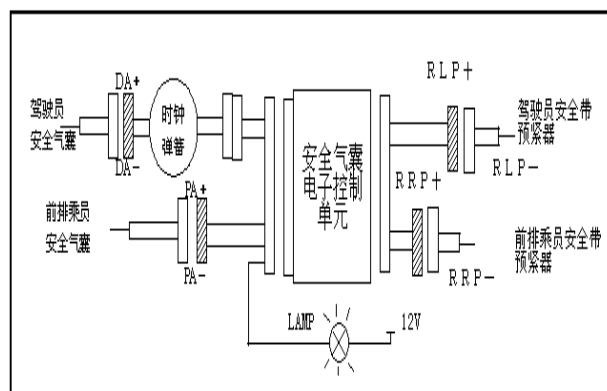 DA+
RLP+
驾驶员
安全气囊
时钟
弹簧
安全气囊
电子控制
单元
驾驶员安全带
预紧器
DA-
RLP-
PA+
RRP+
前排乘员
安全气囊
前排乘员安全带
预紧器
PA-
RRP-
LAMP
12V